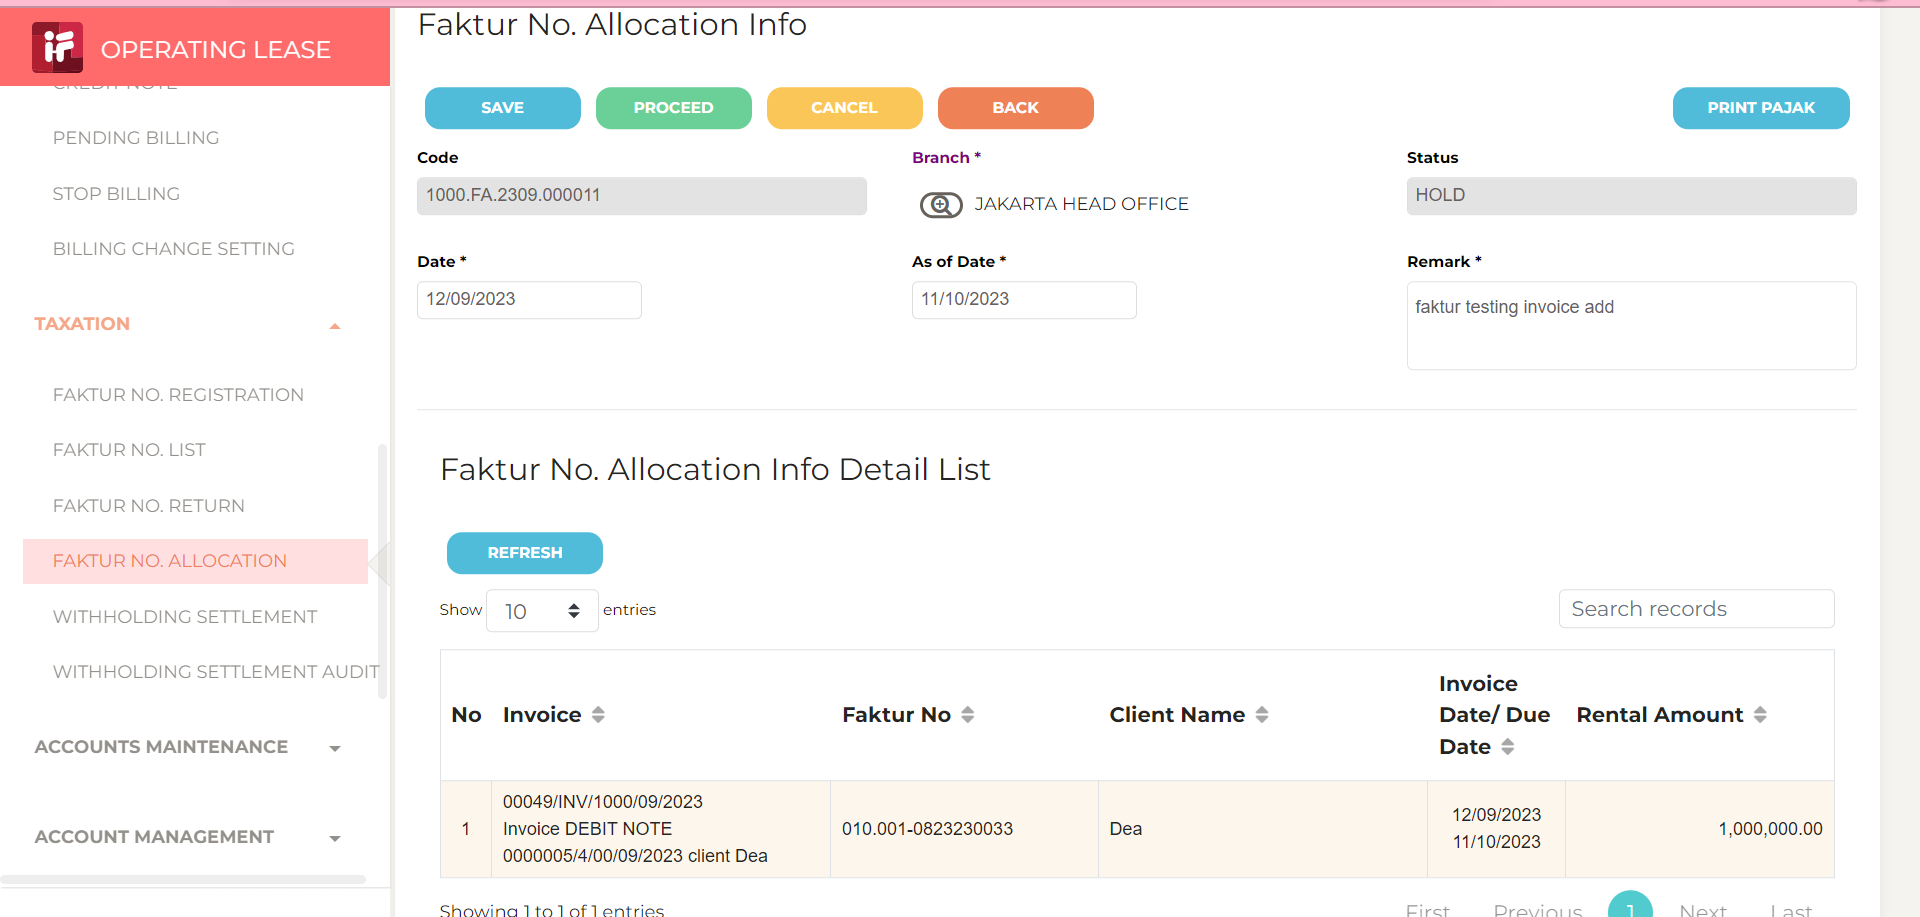 OPERATING LEASE
CREDIT NOTE
PENDING BILLING
STOP BILLING
BILLING CHANGE SETTING
TAXATION
FAKTUR NO. REGISTRATION
FAKTUR NO. LIST
FAKTUR NO. RETURN
FAKTUR NO. ALLOCATION
WITHHOLDING SETTLEMENT
WITHHOLDING SETTLEMENT AUDIT
ACCOUNTS MAINTENANCE
ACCOUNT MANAGEMENT
Faktur No. Allocation Info
SAVE PROCEED CANCEL BACK PRINT PAJAK
Code Branch * Status
1000.FA.2309.000011 JAKARTA HEAD OFFICE HOLD
Date * As of Date * Remark *
12/09/2023 11/10/2023 faktur testing invoice add
Faktur No. Allocation Info Detail List
REFRESH
Show 10 entries Search records
No Invoice Faktur No Client Name Invoice Date/ Due Date Rental Amount
1 00049/INV/1000/09/2023
Invoice DEBIT NOTE
0000005/4/00/09/2023 client Dea
010.001-0823230033
Dea
12/09/2023
11/10/2023
1,000,000.00
Showing 1 to 1 of 1 entries First Previous 1 Next Last